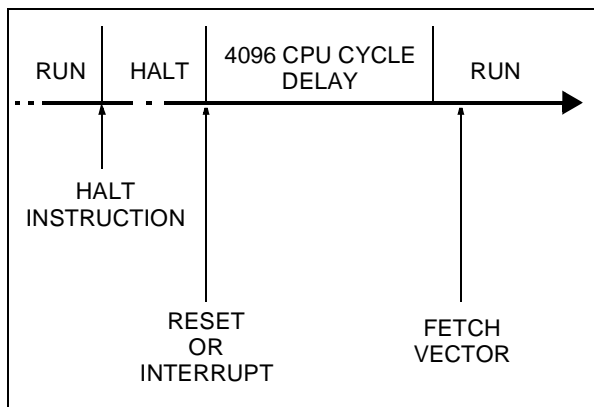 RUN
HALT
4096 CPU CYCLE
DELAY
RUN
HALT
INSTRUCTION
RESET
OR
INTERRUPT
FETCH
VECTOR